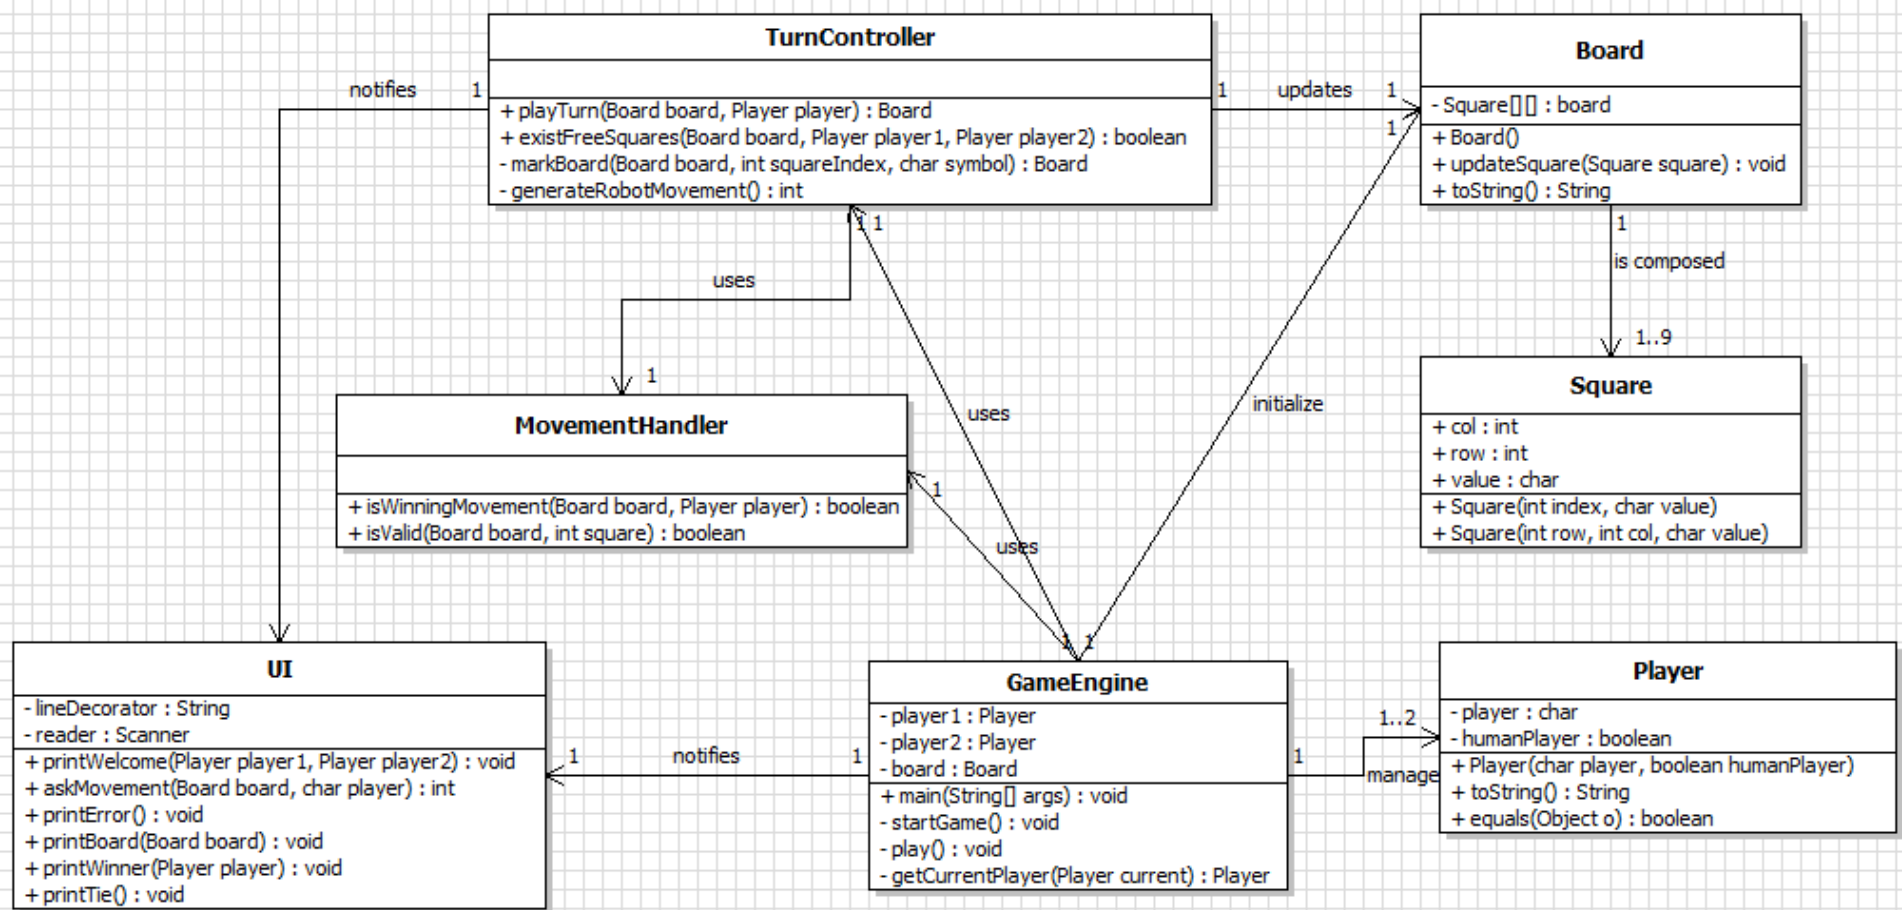 TurnController
+ playTurn(Board board, Player player) : Board
+ existFreeSquares(Board board, Player player1, Player player2) : boolean
- markBoard(Board board, int squareIndex, char symbol) : Board
- generateRobotMovement() : int
notifies
1
1
updates
1
1
Board
- Square[][] : board
+ Board()
+ updateSquare(Square square) : void
+ toString() : String
1
is composed
1..9
1 1
uses
1
uses
initialize
Square
+ col : int
+ row : int
+ value : char
+ Square(int index, char value)
+ Square(int row, int col, char value)
MovementHandler
+ isWinningMovement(Board board, Player player) : boolean
+ isValid(Board board, int square) : boolean
1
uses
1 1
UI
- lineDecorator : String
- reader : Scanner
+ printWelcome(Player player1, Player player2) : void
+ askMovement(Board board, char player) : int
+ printError() : void
+ printBoard(Board board) : void
+ printWinner(Player player) : void
+ printTie() : void
1
notifies
1
GameEngine
- player1 : Player
- player2 : Player
- board : Board
+ main(String[] args) : void
- startGame() : void
- play() : void
- getCurrentPlayer(Player current) : Player
1
1..2
manage
Player
- player : char
- humanPlayer : boolean
+ Player(char player, boolean humanPlayer)
+ toString() : String
+ equals(Object o) : boolean